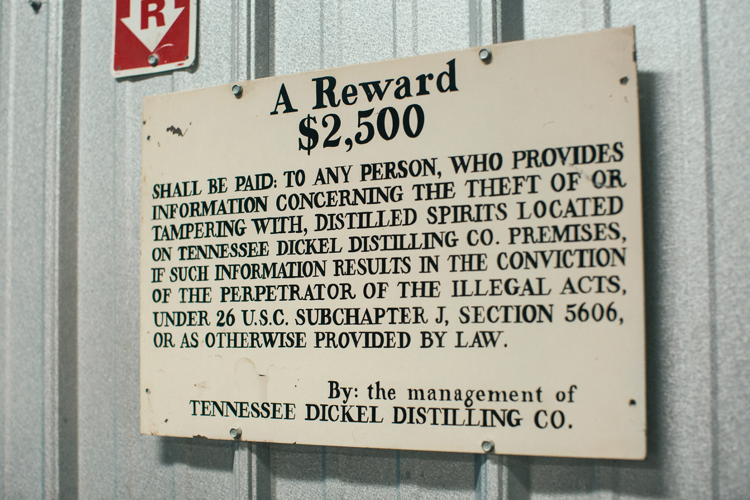 R
A Reward
$2,500
SHALL BE PAID: TO ANY PERSON, WHO PROVIDES
INFORMATION CONCERNING THE THEFT OF OR
TAMPERING WITH, DISTILLED SPIRITS LOCATED
ON TENNESSEE DICKEL DISTILLING CO. PREMISES,
IF SUCH INFORMATION RESULTS IN THE CONVICTION
OF THE PERPETRATOR OF THE ILLEGAL ACTS,
UNDER 26 U.S.C. SUBCHAPTER J, SECTION 5606,
OR AS OTHERWISE PROVIDED BY LAW.
By: the management of
TENNESSEE DICKEL DISTILLING CO.